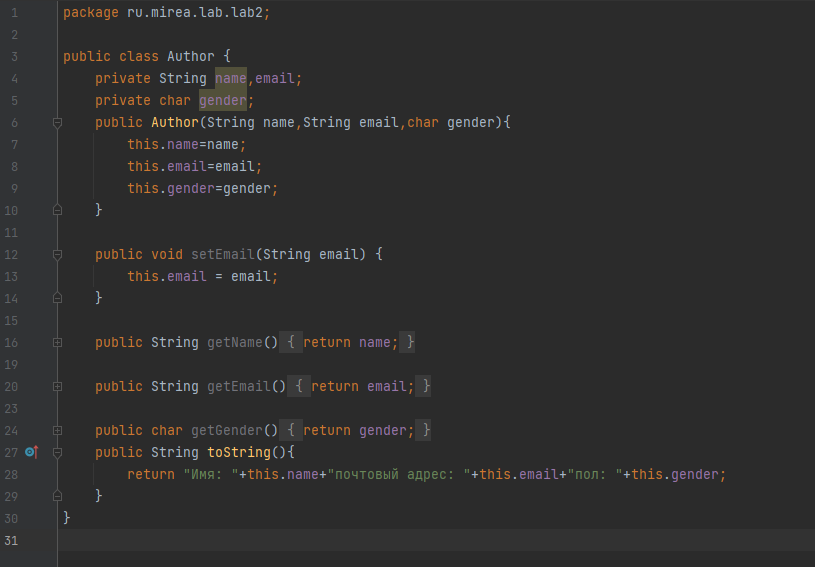 1 package ru.mirea.lab.lab2;
2
3 public class Author {
4     private String name,email;
5     private char gender;
6     public Author(String name,String email,char gender){
7         this.name=name;
8         this.email=email;
9         this.gender=gender;
10     }
11
12     public void setEmail(String email) {
13         this.email = email;
14     }
15
16     public String getName() { return name; }
19
20     public String getEmail() { return email; }
23
24     public char getGender() { return gender; }
27     public String toString(){
28         return "Имя: "+this.name+"почтовый адрес: "+this.email+"пол: "+this.gender;
29     }
30 }
31